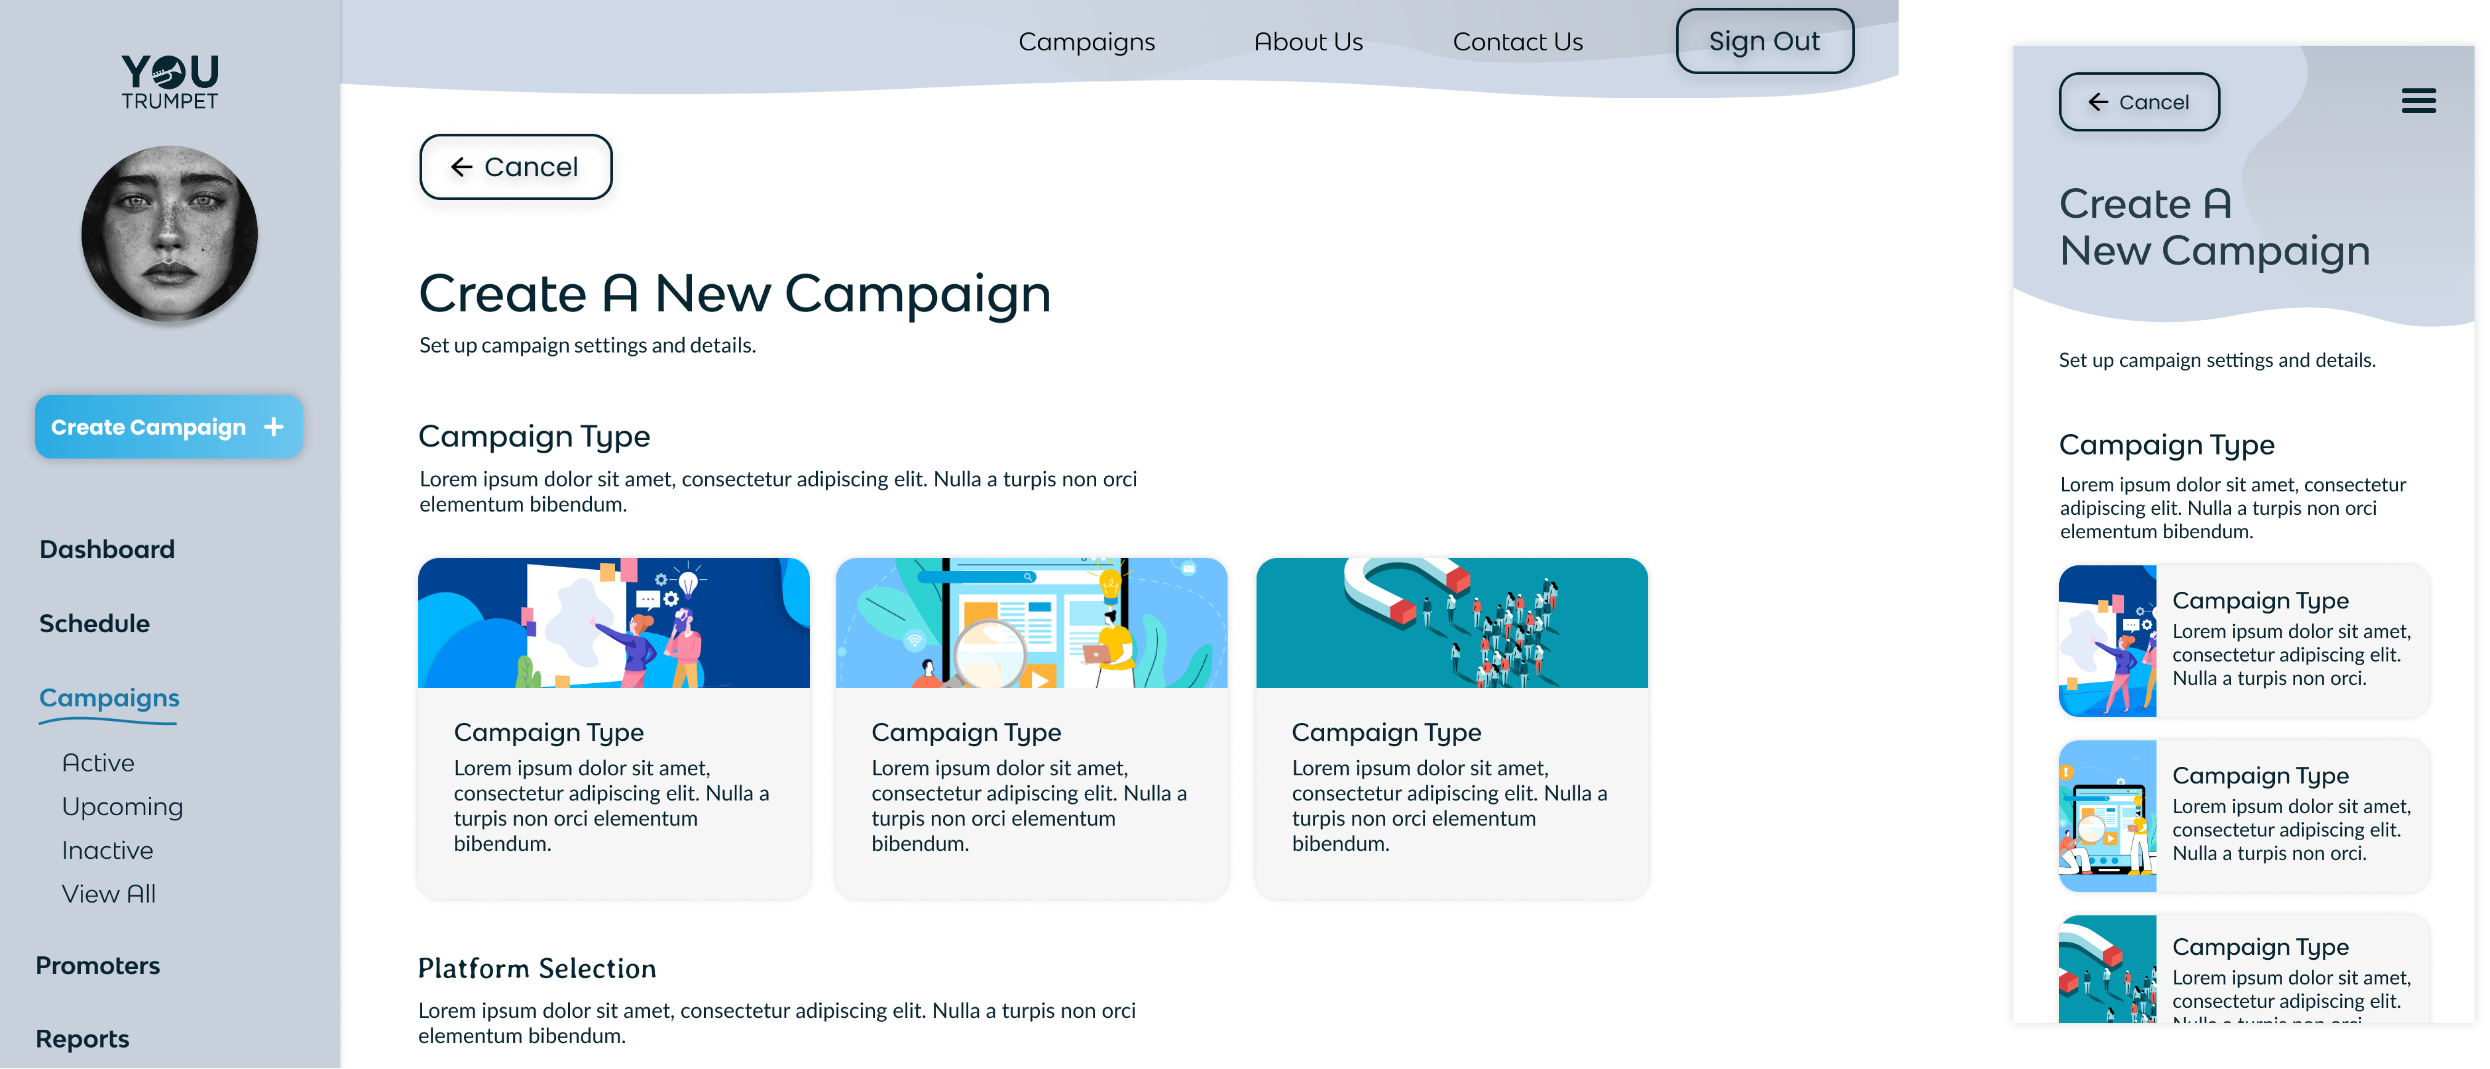 YOU
TRUMPET
Create Campaign +
Dashboard
Schedule
Campaigns
Active
Upcoming
Inactive
View All
Promoters
Reports
Campaigns
About Us
Contact Us
Sign Out
← Cancel
Create A New Campaign
Set up campaign settings and details.
Campaign Type
Lorem ipsum dolor sit amet, consectetur adipiscing elit. Nulla a turpis non orci
elementum bibendum.
Campaign Type
Lorem ipsum dolor sit amet,
consectetur adipiscing elit. Nulla a
turpis non orci elementum
bibendum.
Campaign Type
Lorem ipsum dolor sit amet,
consectetur adipiscing elit. Nulla a
turpis non orci elementum
bibendum.
Campaign Type
Lorem ipsum dolor sit amet,
consectetur adipiscing elit. Nulla a
turpis non orci elementum
bibendum.
Platform Selection
Lorem ipsum dolor sit amet, consectetur adipiscing elit. Nulla a turpis non orci
elementum bibendum.
← Cancel
Create A
New Campaign
Set up campaign settings and details.
Campaign Type
Lorem ipsum dolor sit amet, consectetur
adipiscing elit. Nulla a turpis non orci
elementum bibendum.
Campaign Type
Lorem ipsum dolor sit amet,
consectetur adipiscing elit.
Nulla a turpis non orci.
Campaign Type
Lorem ipsum dolor sit amet,
consectetur adipiscing elit.
Nulla a turpis non orci.
Campaign Type
Lorem ipsum dolor sit amet,
consectetur adipiscing elit.